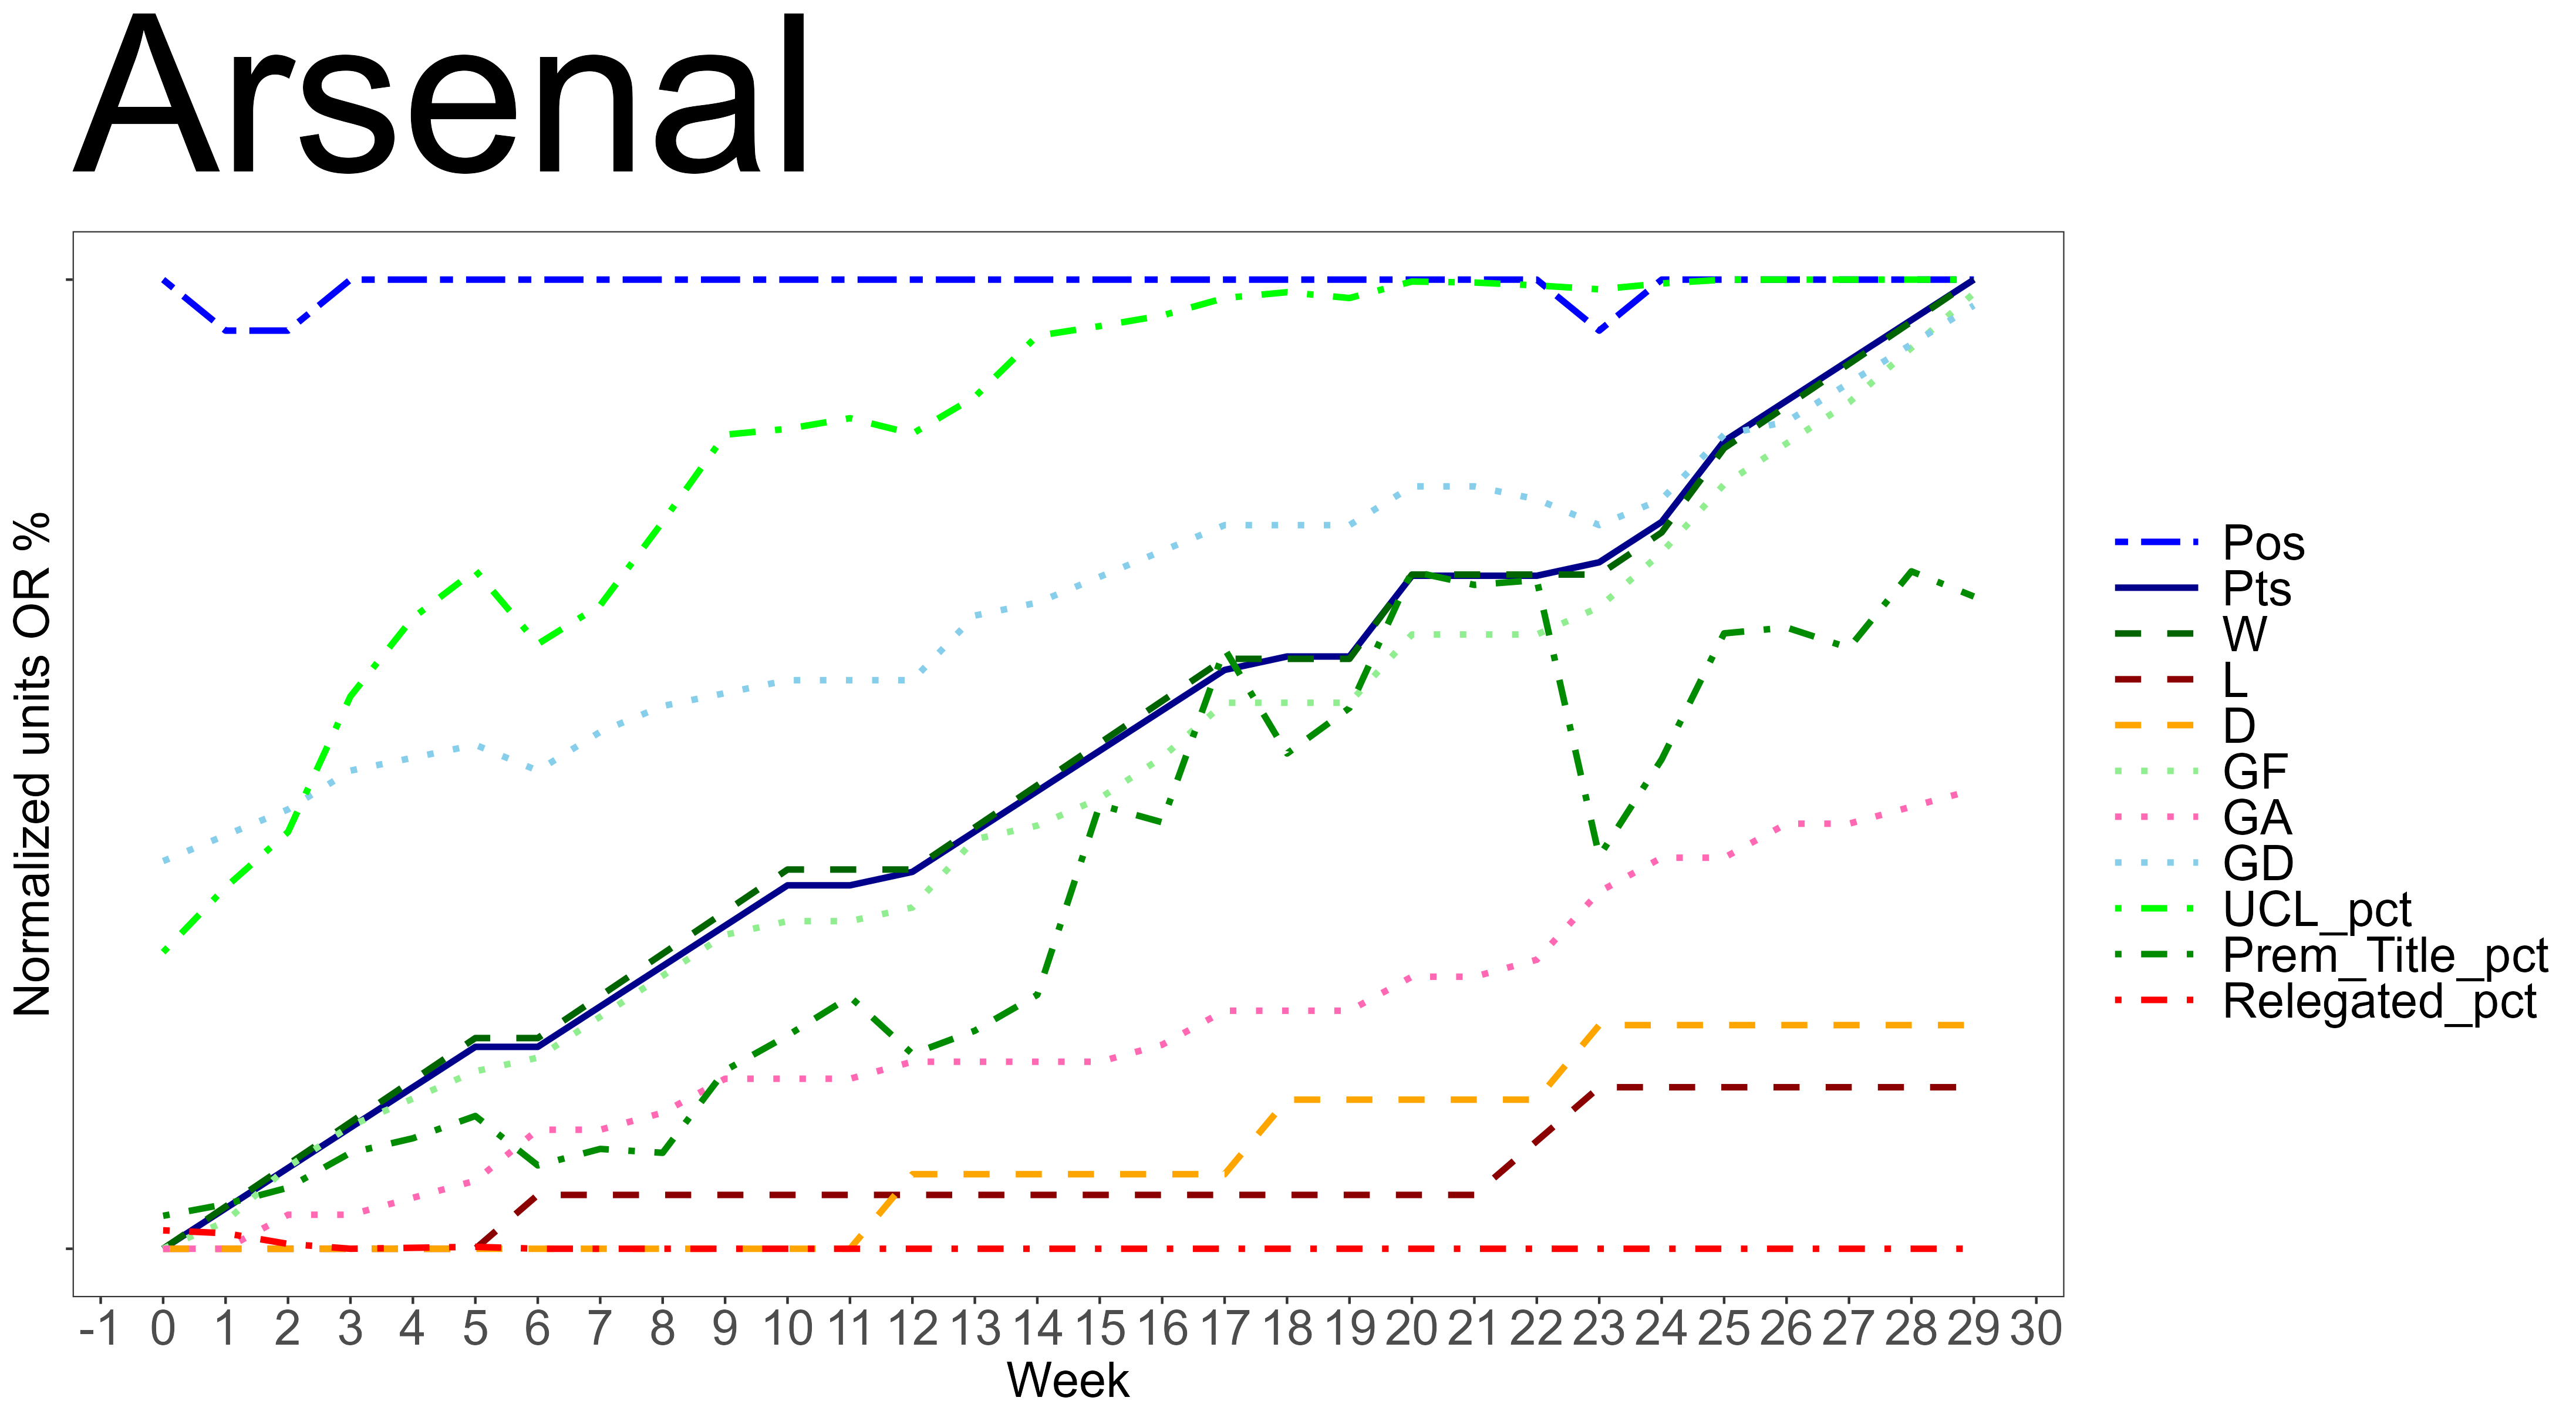 Arsenal
Normalized units OR %
Pos
Pts
W
L
D
GF
GA
GD
UCL_pct
Prem_Title_pct
Relegated_pct
-1 0 1 2 3 4 5 6 7 8 9 10 11 12 13 14 15 16 17 18 19 20 21 22 23 24 25 26 27 28 29 30
Week